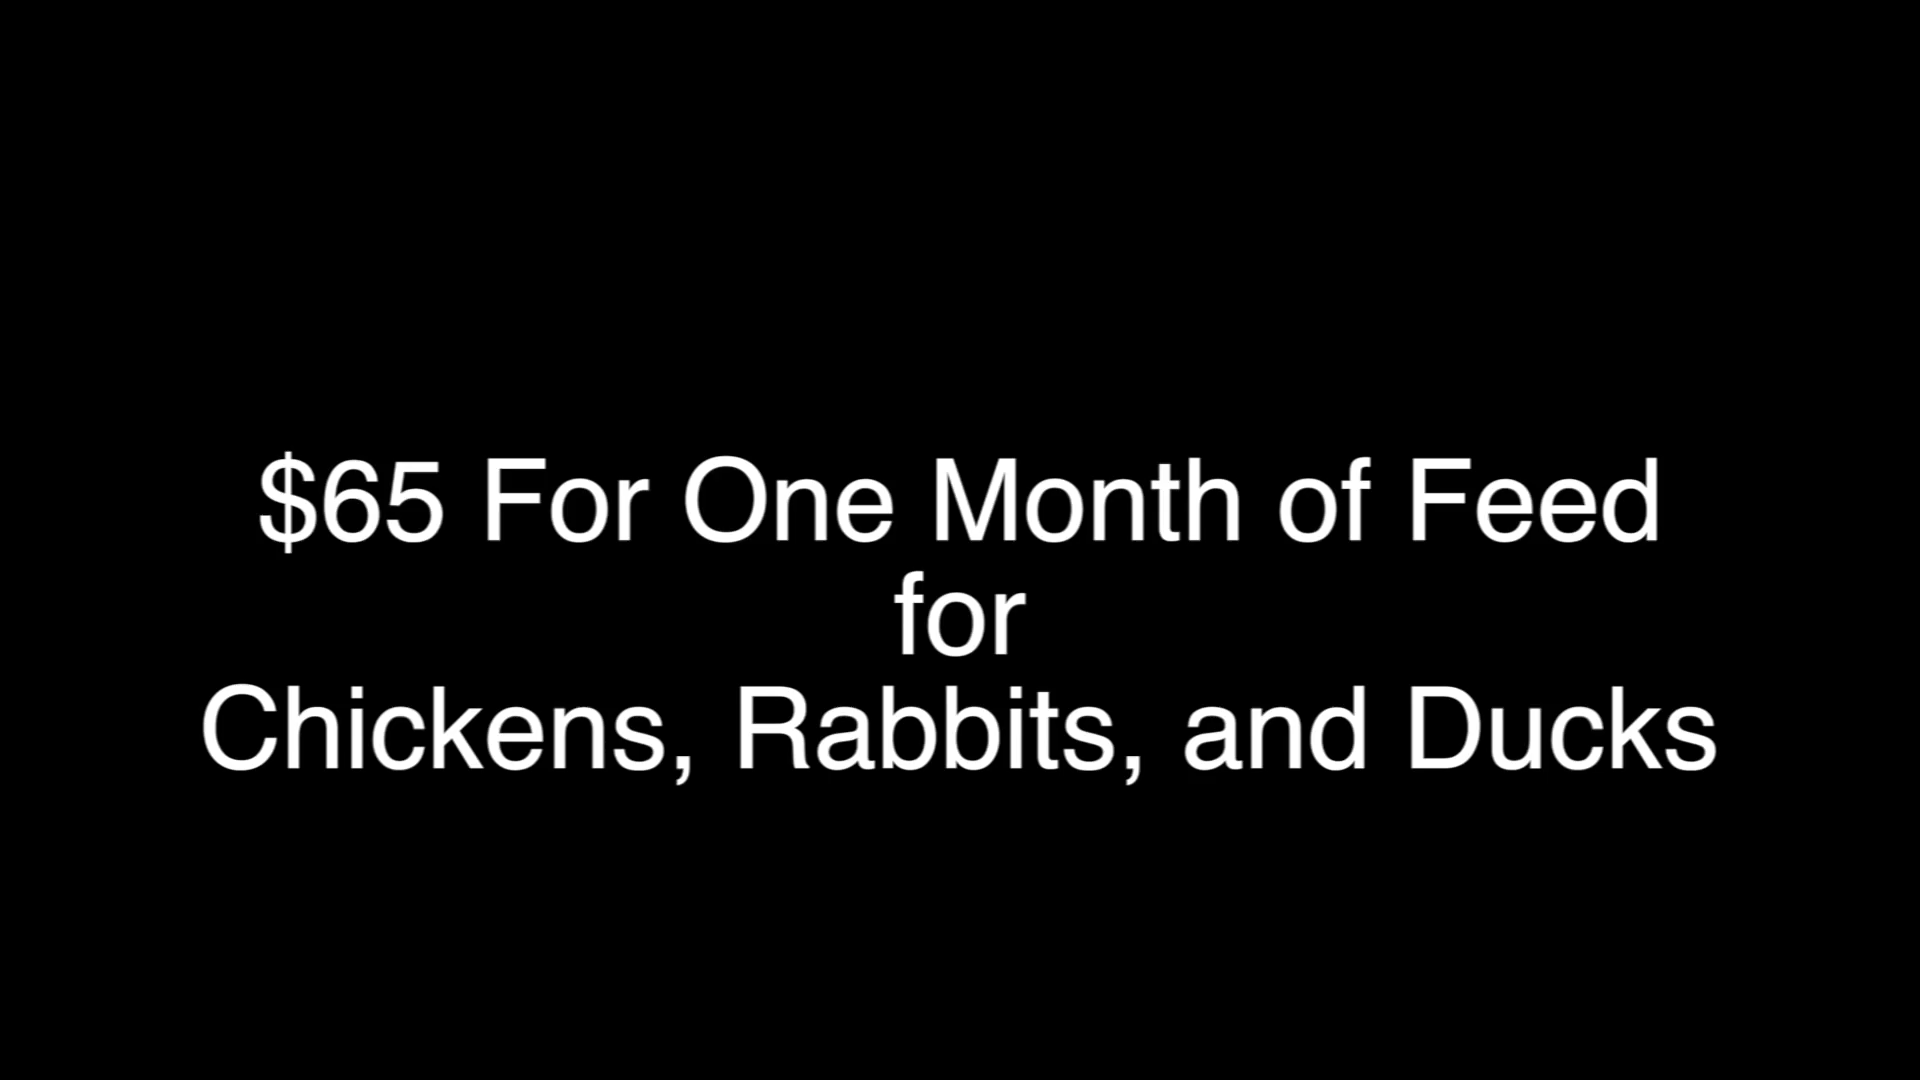 $65 For One Month of Feed
for
Chickens, Rabbits, and Ducks